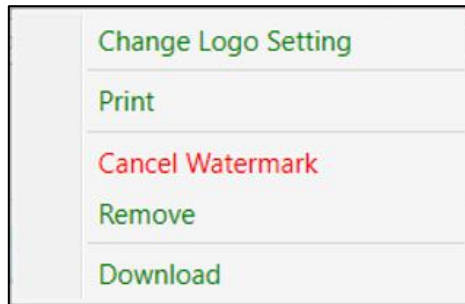 Change Logo Setting
Print
Cancel Watermark
Remove
Download